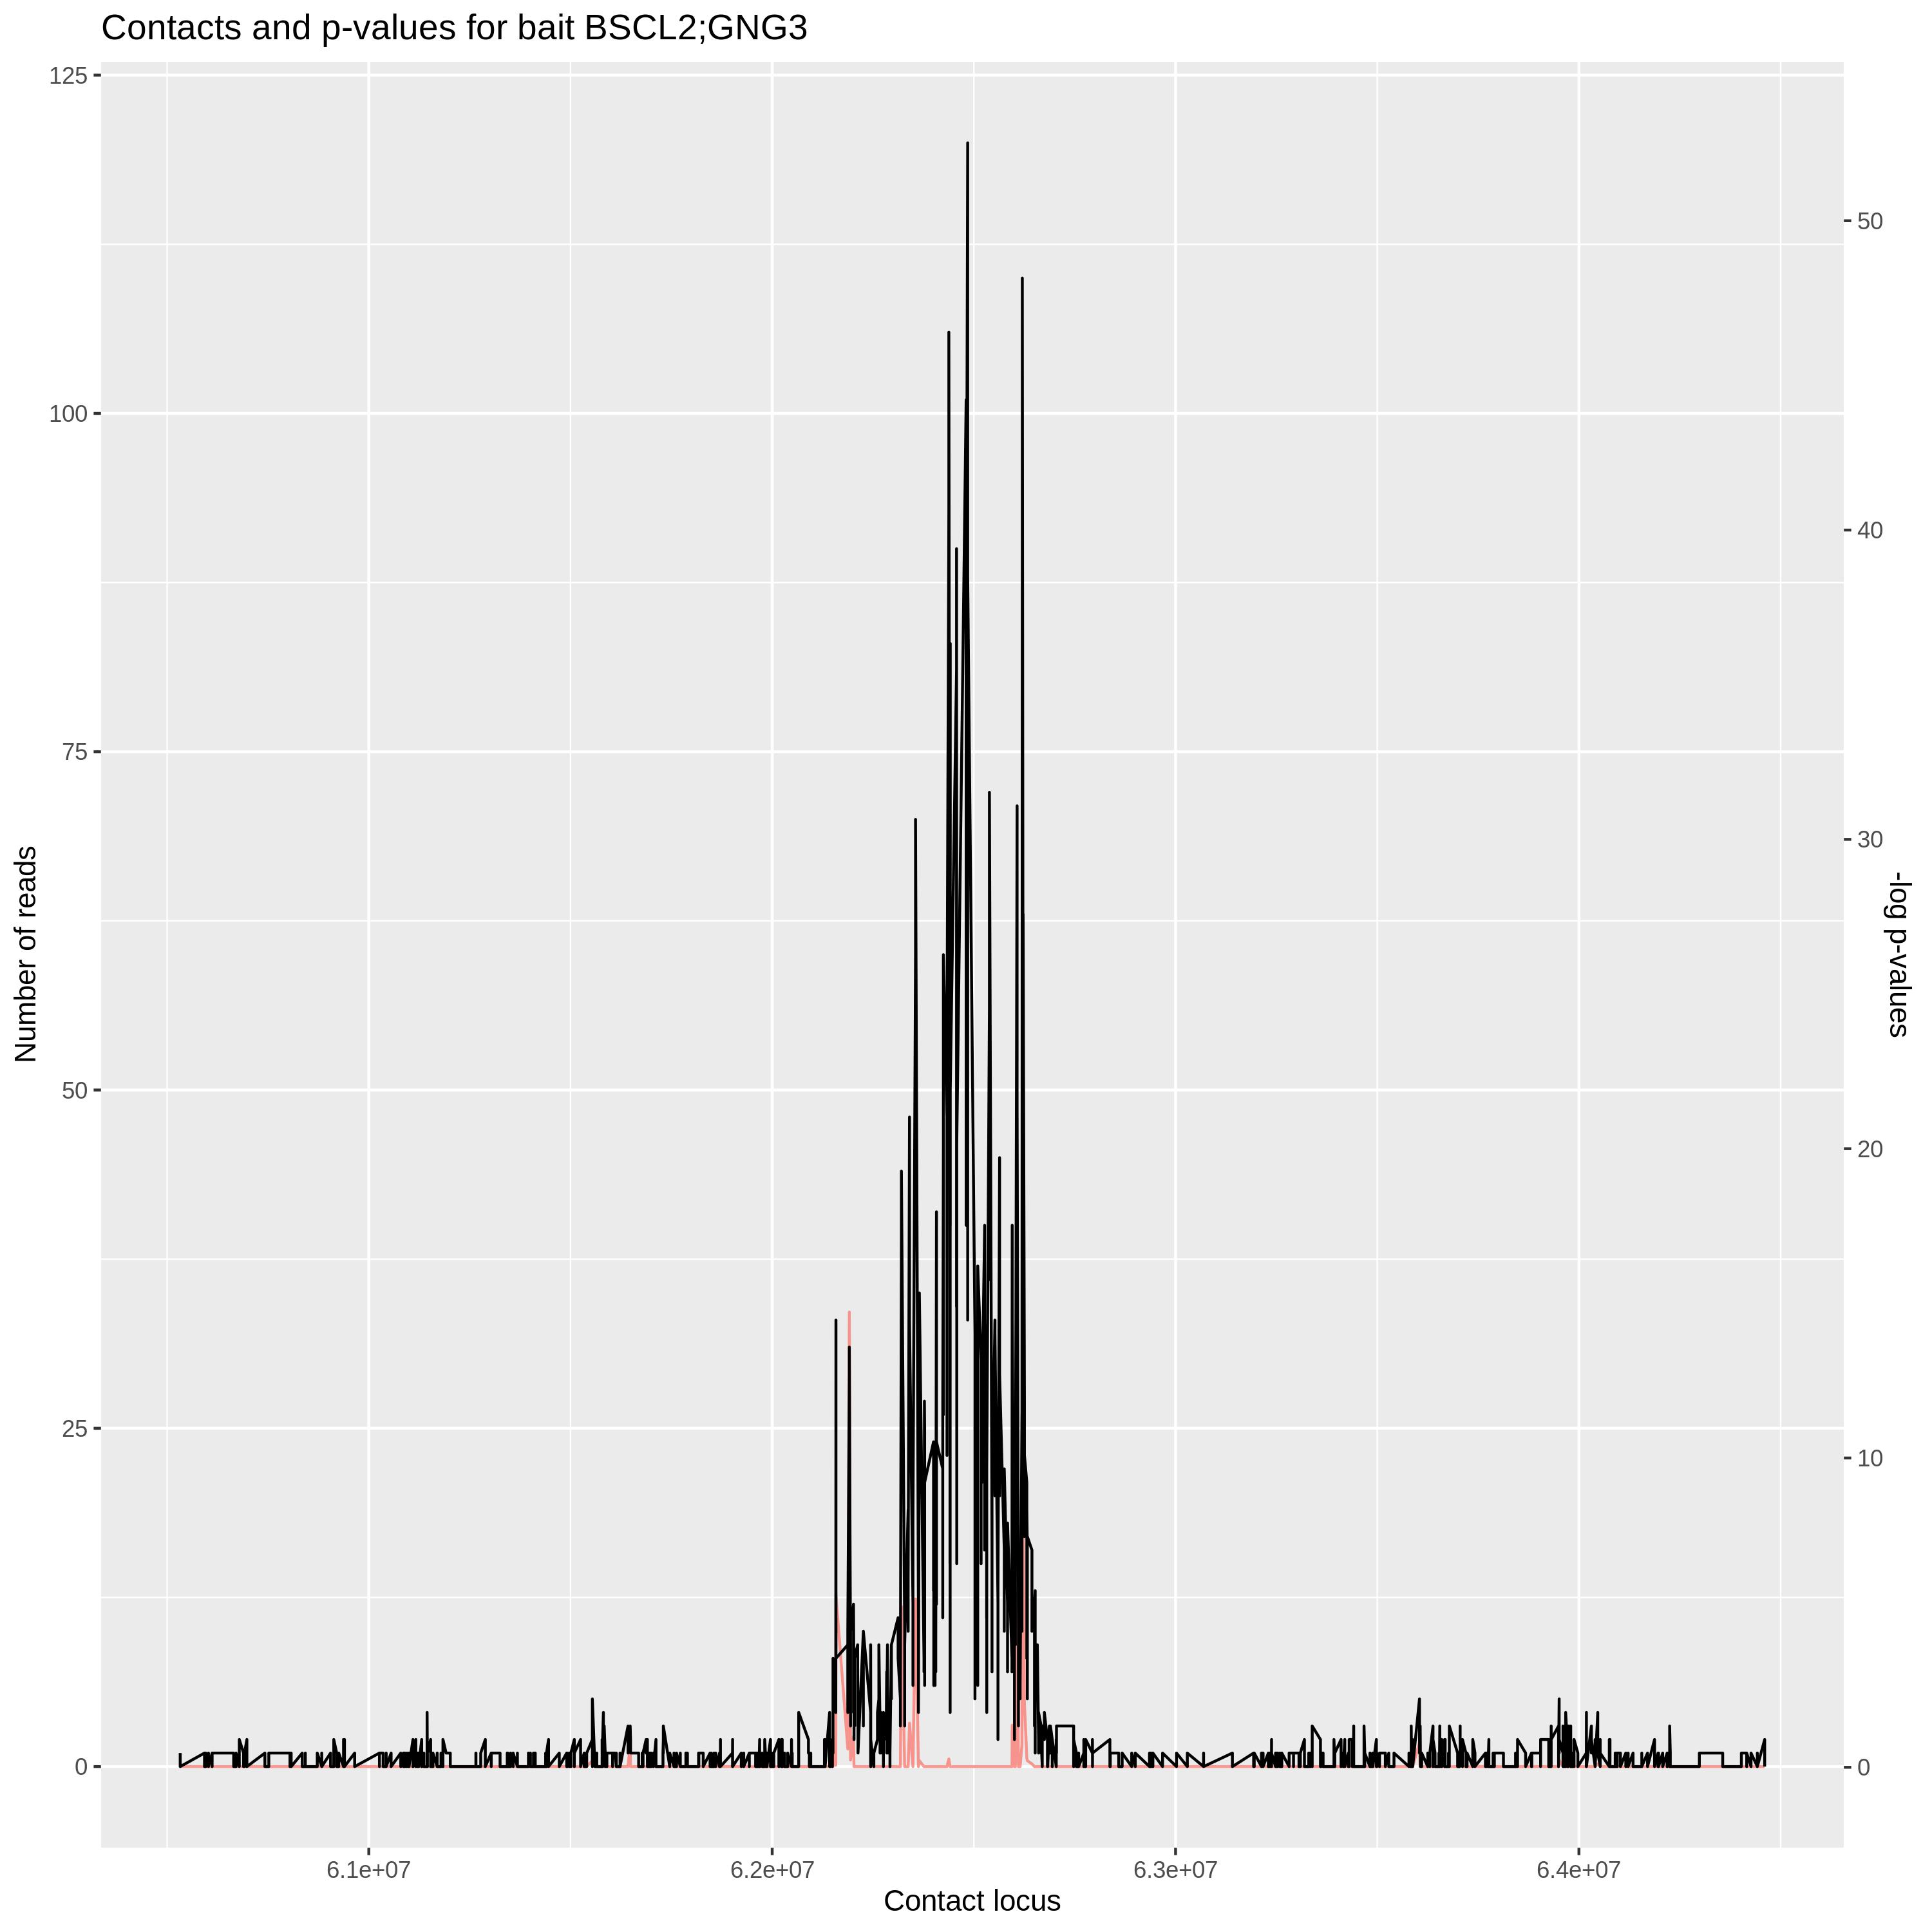 Contacts and p-values for bait BSCL2;GNG3
125
100
75
50
25
0
Number of reads
50
40
30
20
10
0
-log p-values
6.1e+07 6.2e+07 6.3e+07 6.4e+07
Contact locus